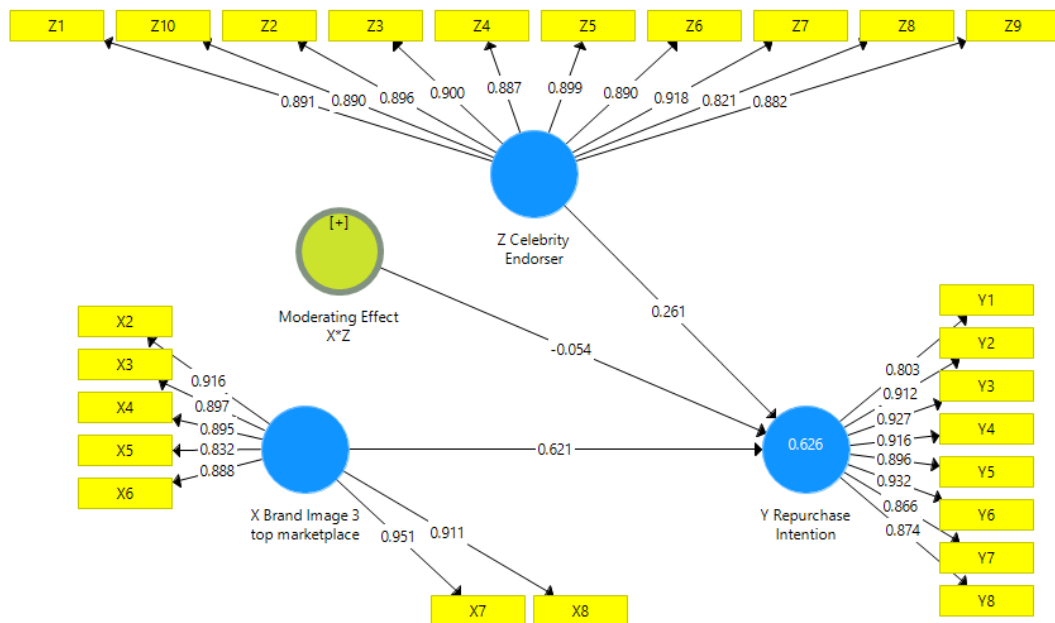 Z1 Z10 Z2 Z3 Z4 Z5 Z6 Z7 Z8 Z9
0.891 0.890 0.896 0.900 0.887 0.899 0.890 0.918 0.821 0.882
[+]
Z Celebrity
Endorser
Moderating Effect
X*Z
0.261
-0.054
X2
X3
X4
X5
X6
0.916
0.897
0.895
0.832
0.888
X Brand Image 3
top marketplace
0.621
0.951
0.911
X7 X8
0.626
Y Repurchase
Intention
0.803
0.912
0.927
0.916
0.896
0.932
0.866
0.874
Y1
Y2
Y3
Y4
Y5
Y6
Y7
Y8